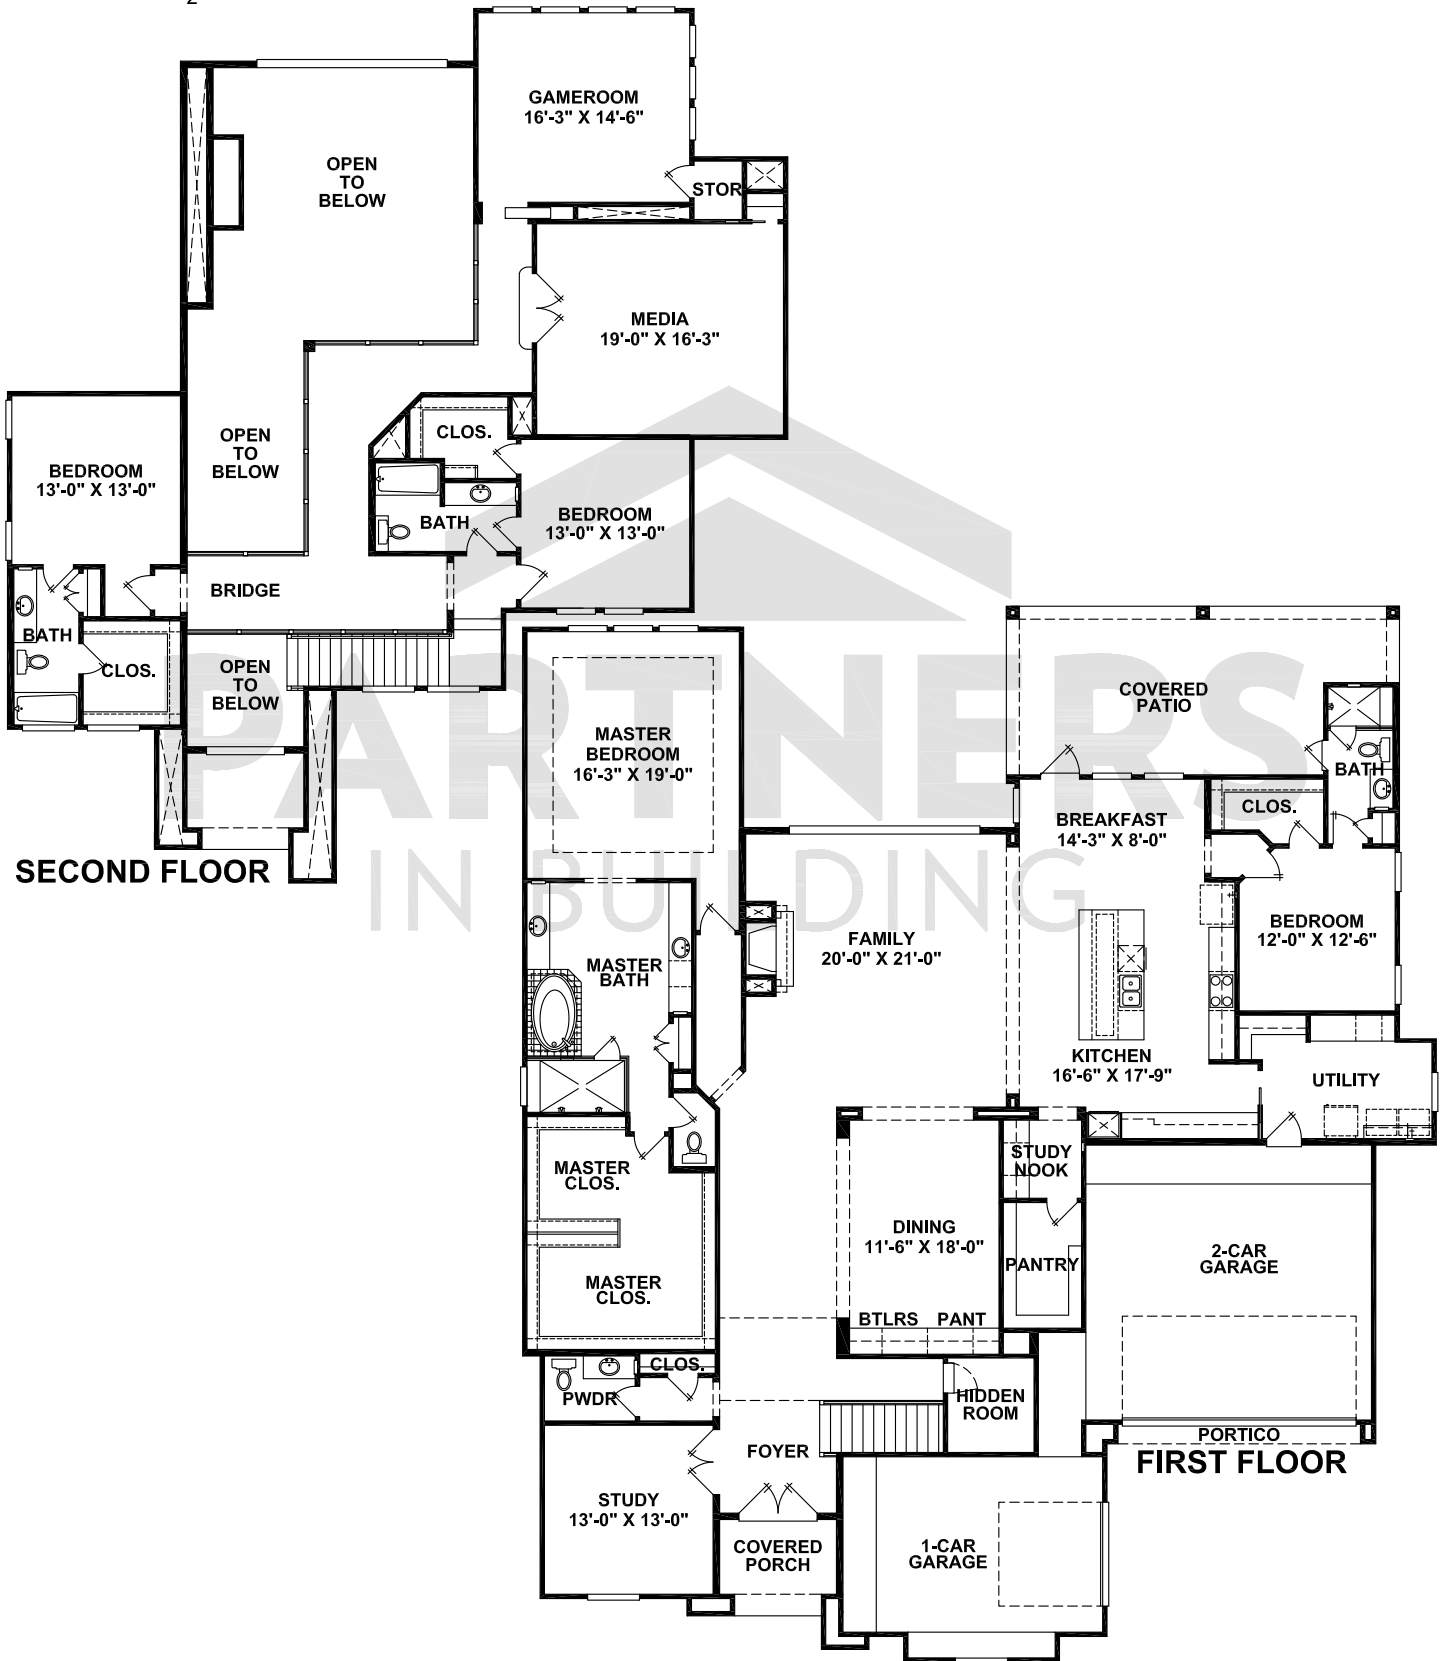 2
GAMEROOM
16'-3" X 14'-6"
OPEN
TO
BELOW
STOR
MEDIA
19'-0" X 16'-3"
CLOS.
OPEN
TO
BELOW
BEDROOM
13'-0" X 13'-0"
BATH
BEDROOM
13'-0" X 13'-0"
BRIDGE
BATH
CLOS.
OPEN
TO
BELOW
SECOND FLOOR
PARTNERS
IN BUILDING
MASTER
BEDROOM
16'-3" X 19'-0"
COVERED
PATIO
BATH
CLOS.
BREAKFAST
14'-3" X 8'-0"
BEDROOM
12'-0" X 12'-6"
FAMILY
20'-0" X 21'-0"
MASTER
BATH
KITCHEN
16'-6" X 17'-9"
UTILITY
STUDY
NOOK
MASTER
CLOS.
DINING
11'-6" X 18'-0"
PANTRY
2-CAR
GARAGE
MASTER
CLOS.
BTLRS PANT
CLOS.
PWDR
HIDDEN
ROOM
PORTICO
FIRST FLOOR
FOYER
STUDY
13'-0" X 13'-0"
COVERED
PORCH
1-CAR
GARAGE